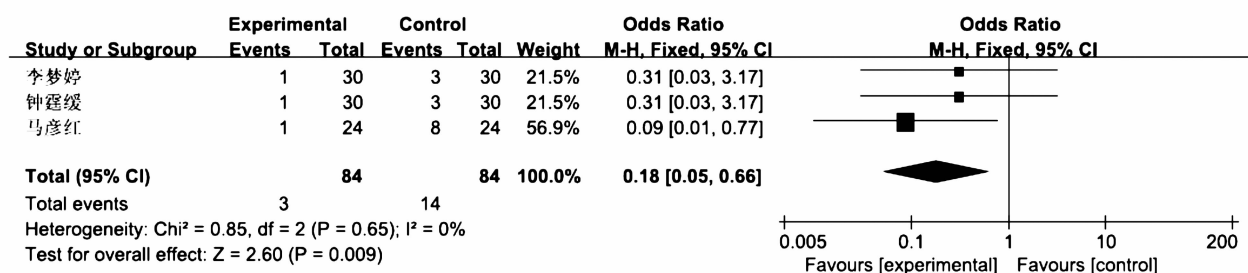 Experimental Control Odds Ratio Odds Ratio
Study or Subgroup Events Total Events Total Weight M-H, Fixed, 95% CI M-H, Fixed, 95% CI
李梦婷 1 30 3 30 21.5% 0.31 [0.03, 3.17]
钟霆缓 1 30 3 30 21.5% 0.31 [0.03, 3.17]
马彦红 1 24 8 24 56.9% 0.09 [0.01, 0.77]
Total (95% CI) 84 84 100.0% 0.18 [0.05, 0.66]
Total events 3 14
Heterogeneity: Chi² = 0.85, df = 2 (P = 0.65); I² = 0%
Test for overall effect: Z = 2.60 (P = 0.009)
0.005 0.1 1 10 200
Favours [experimental] Favours [control]